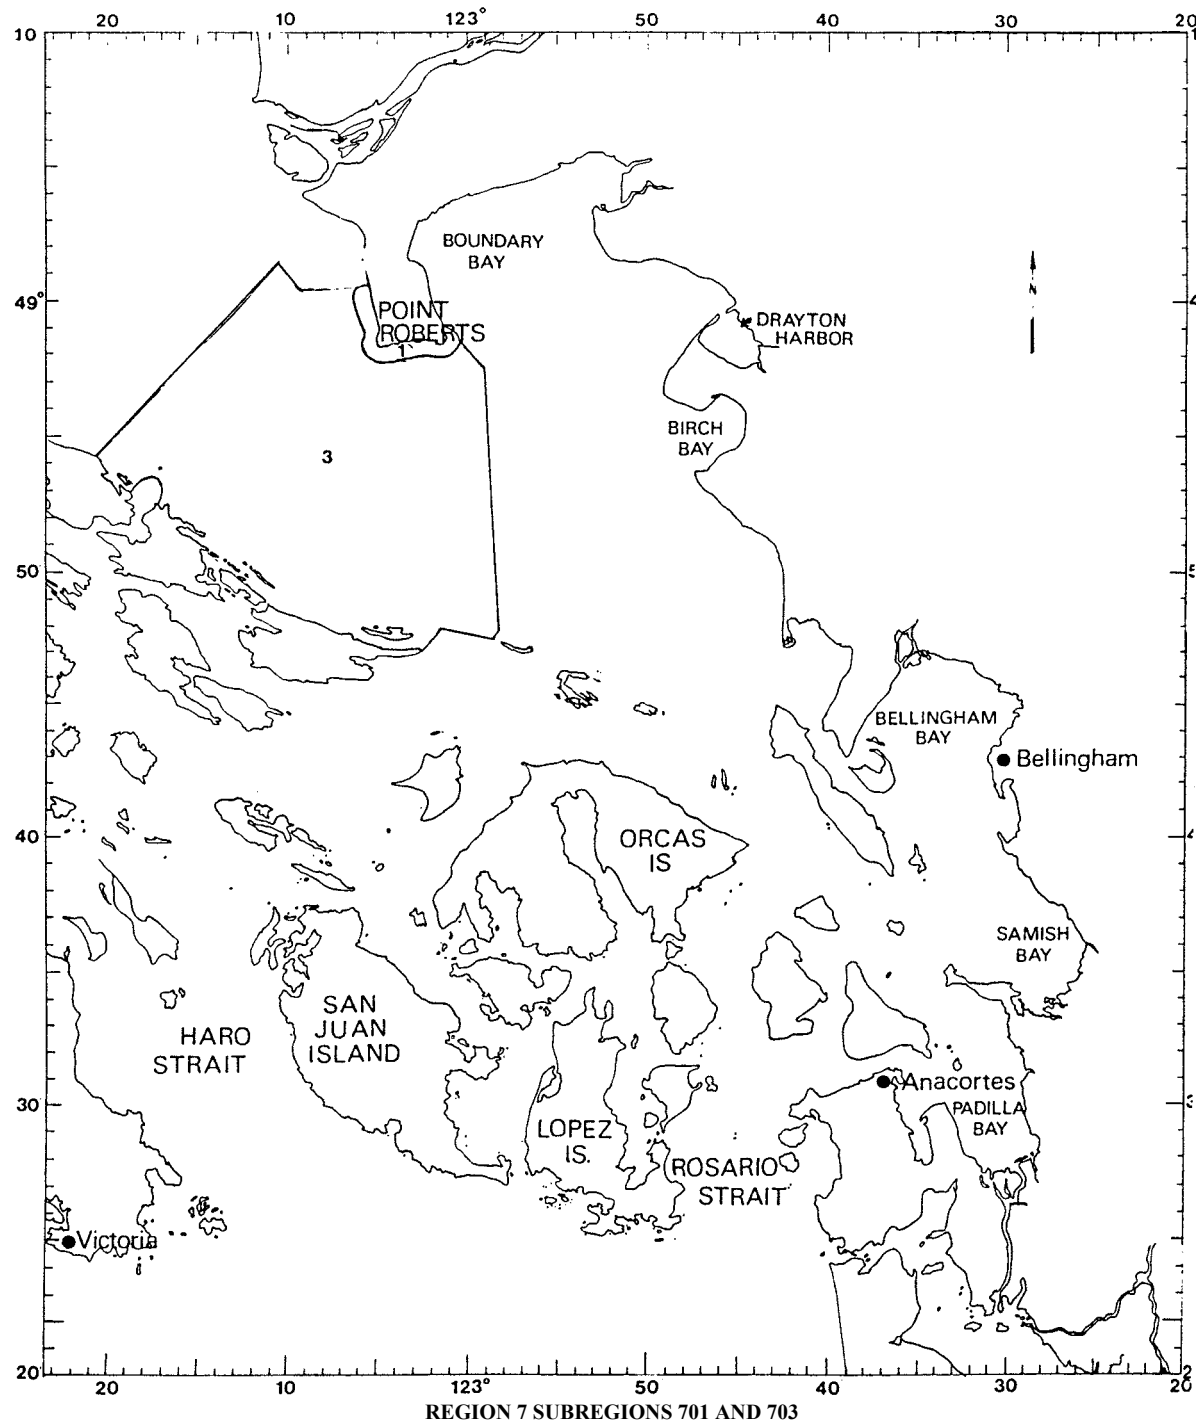 20 10 123° 50 40 30 20
10
BOUNDARY
BAY
49°
POINT
ROBERTS
1
DRAYTON
HARBOR
N
BIRCH
BAY
3
50
BELLINGHAM
BAY
Bellingham
40
ORCAS
IS
SAMISH
BAY
SAN
JUAN
ISLAND
HARO
STRAIT
Anacortes
30
PADILLA
BAY
LOPEZ
IS.
ROSARIO
STRAIT
Victoria
20
20 10 123° 50 40 30 20
REGION 7 SUBREGIONS 701 AND 703